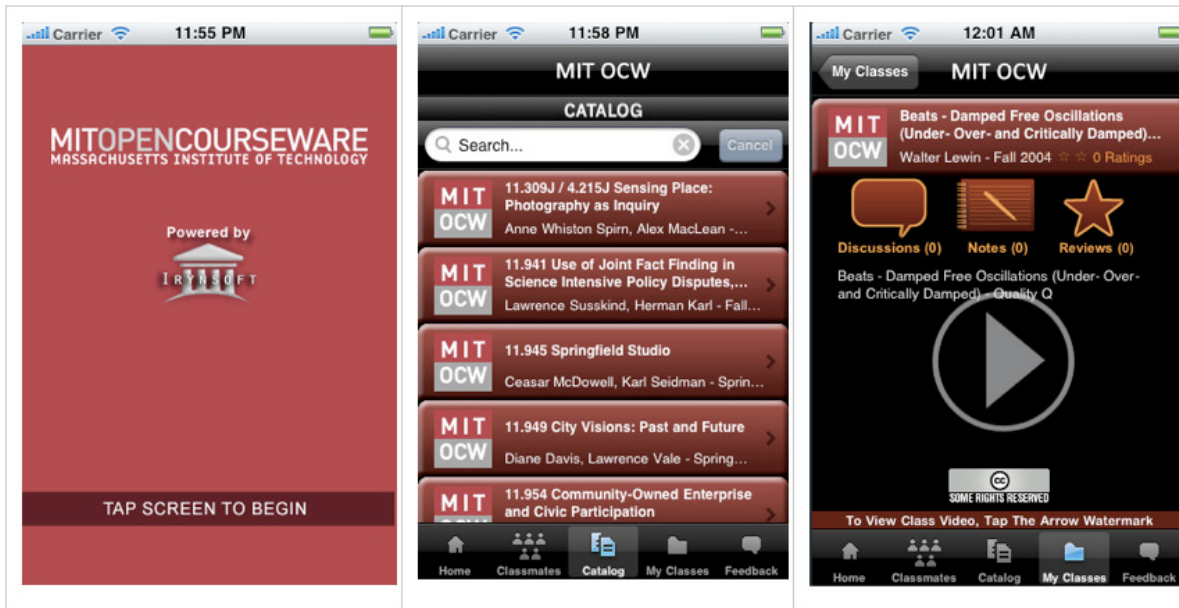 Carrier 11:55 PM
MITOPENCOURSEWARE
MASSACHUSETTS INSTITUTE OF TECHNOLOGY
Powered by
IRYNSOFT
TAP SCREEN TO BEGIN
Carrier 11:58 PM
MIT OCW
CATALOG
Search... Cancel
MIT OCW
11.309J / 4.215J Sensing Place:
Photography as Inquiry
Anne Whiston Spirn, Alex MacLean -...
MIT OCW
11.941 Use of Joint Fact Finding in
Science Intensive Policy Disputes,...
Lawrence Susskind, Herman Karl - Fall...
MIT OCW
11.945 Springfield Studio
Ceasar McDowell, Karl Seidman - Sprin...
MIT OCW
11.949 City Visions: Past and Future
Diane Davis, Lawrence Vale - Spring...
MIT
11.954 Community-Owned Enterprise
and Civic Participation
Home Classmates Catalog My Classes Feedback
Carrier 12:01 AM
My Classes MIT OCW
MIT OCW
Beats - Damped Free Oscillations
(Under- Over- and Critically Damped)...
Walter Lewin - Fall 2004 0 Ratings
Discussions (0) Notes (0) Reviews (0)
Beats - Damped Free Oscillations (Under- Over-
and Critically Damped) - Quality Q
cc
SOME RIGHTS RESERVED
To View Class Video, Tap The Arrow Watermark
Home Classmates Catalog My Classes Feedback